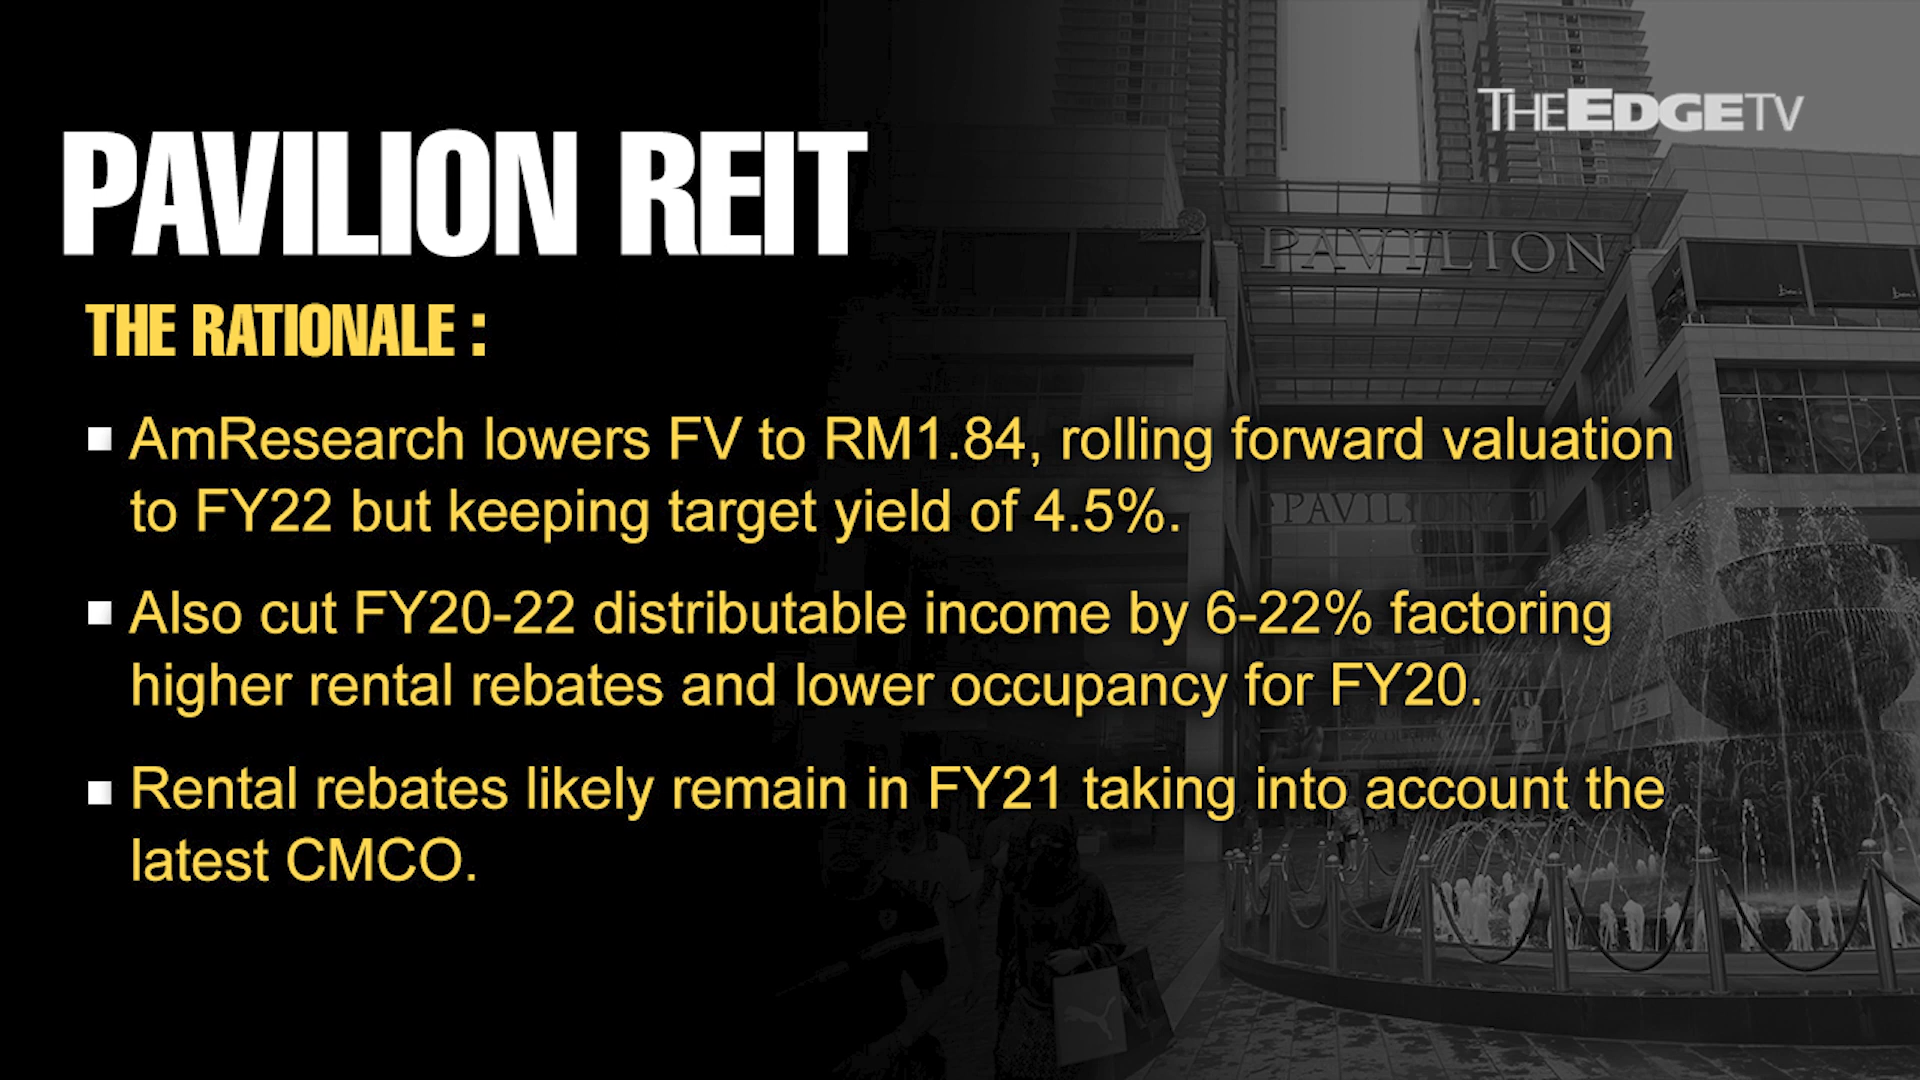 THEEDGETV
PAVILION REIT
PAVILION
THE RATIONALE :
▪ AmResearch lowers FV to RM1.84, rolling forward valuation
to FY22 but keeping target yield of 4.5%.
PAVILION
▪ Also cut FY20-22 distributable income by 6-22% factoring
higher rental rebates and lower occupancy for FY20.
▪ Rental rebates likely remain in FY21 taking into account the
latest CMCO.